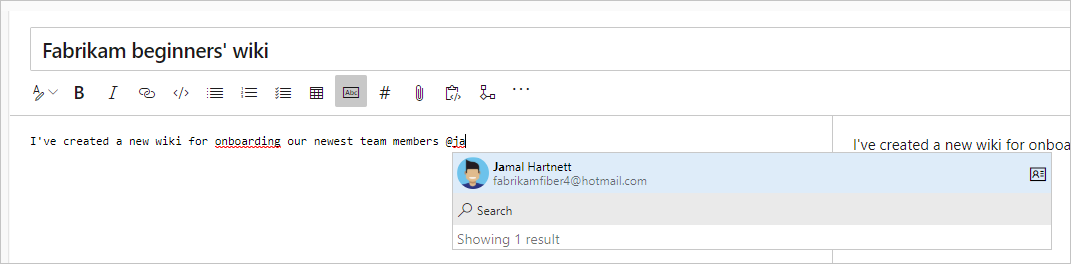 Fabrikam beginners' wiki
A B I </> Abc # ...
I've created a new wiki for onboarding our newest team members @ja
I've created a new wiki for onboa
Jamal Hartnett
fabrikamfiber4@hotmail.com
Search
Showing 1 result